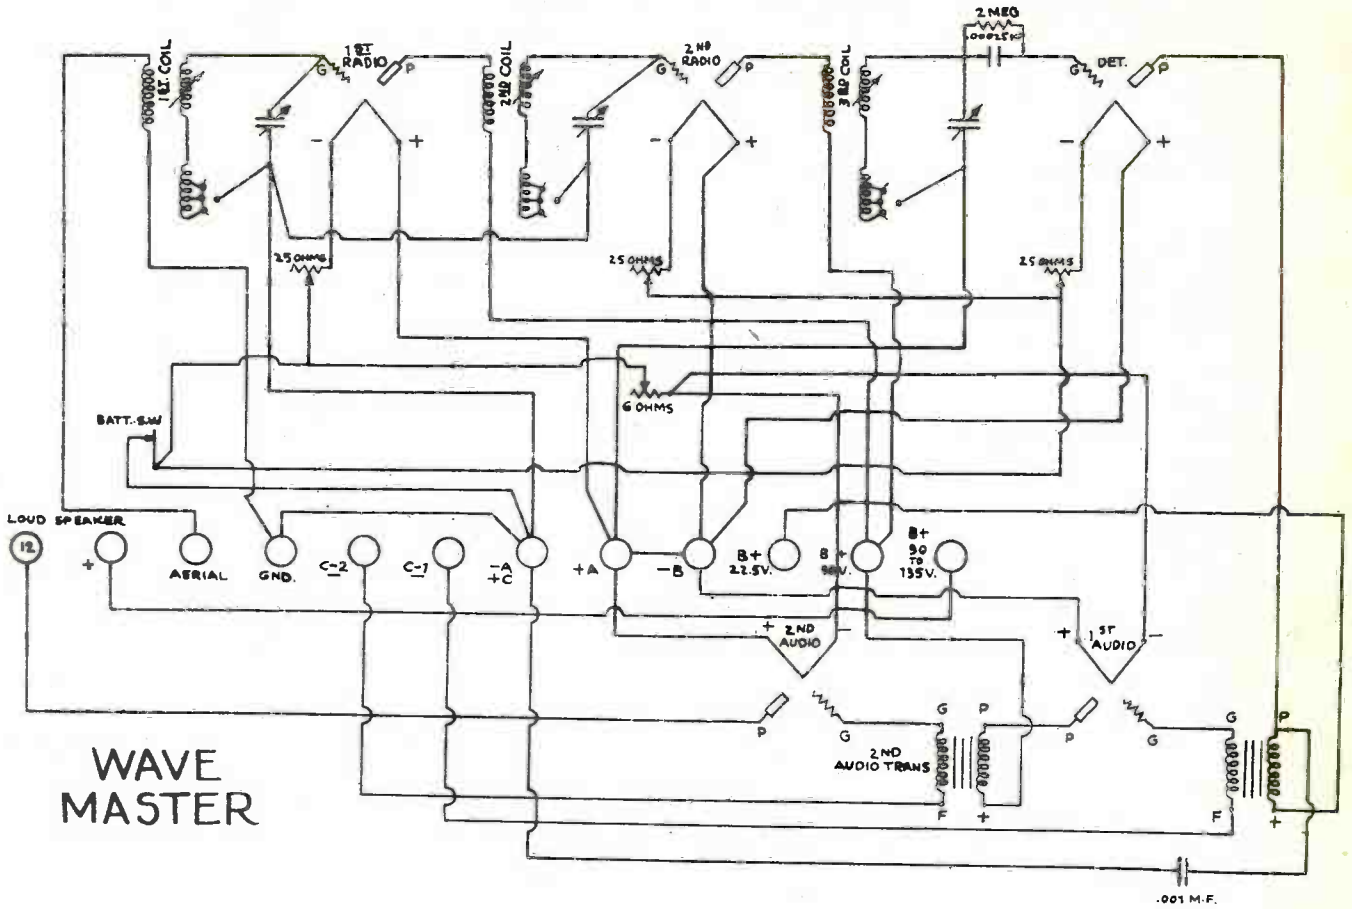 2 MEG
.00025
1ST COIL
G
1ST
RADIO
P
2ND COIL
G
2ND
RADIO
P
3RD COIL
G
DET.
P
- +
- +
- +
25 OHMS
25 OHMS
25 OHMS
6 OHMS
BATT. SW
LOUD SPEAKER
12
+
AERIAL
GND.
C-2
C-1
-A
+C
+A
-B
B+
22.5V.
B +
90V.
B+
90
TO
135V.
+ 2ND -
AUDIO
+ 1ST -
AUDIO
P G
G P
2ND
AUDIO TRANS
F +
P G
G P
F +
WAVE
MASTER
.001 M.F.